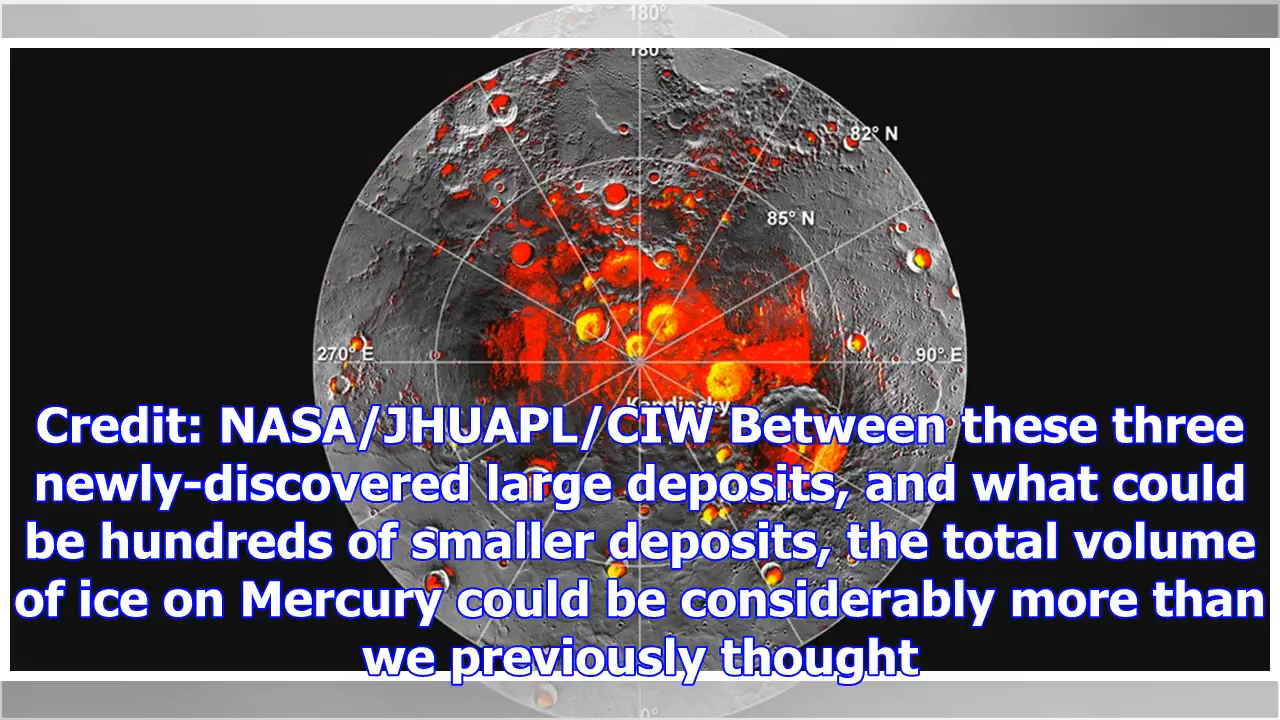 180°
180
82° N
85° N
270° E
90° E
Kandinsky
Credit: NASA/JHUAPL/CIW Between these three
newly-discovered large deposits, and what could
be hundreds of smaller deposits, the total volume
of ice on Mercury could be considerably more than
we previously thought
0°